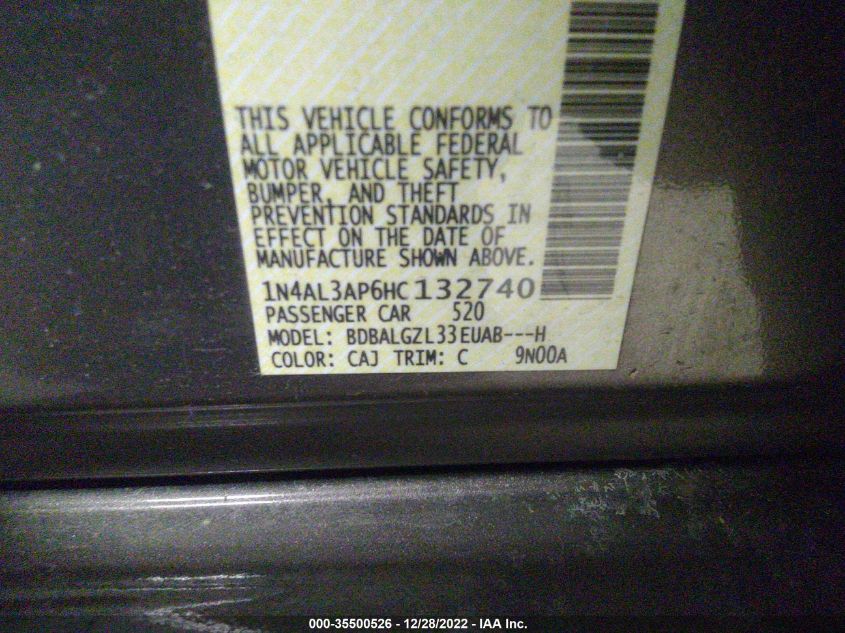 THIS VEHICLE CONFORMS TO
ALL APPLICABLE FEDERAL
MOTOR VEHICLE SAFETY,
BUMPER, AND THEFT
PREVENTION STANDARDS IN
EFFECT ON THE DATE OF
MANUFACTURE SHOWN ABOVE.
1N4AL3AP6HC132740
PASSENGER CAR 520
MODEL: BDBALGZL33EUAB---H
COLOR: CAJ TRIM: C 9N00A
000-35500526 - 12/28/2022 - IAA Inc.